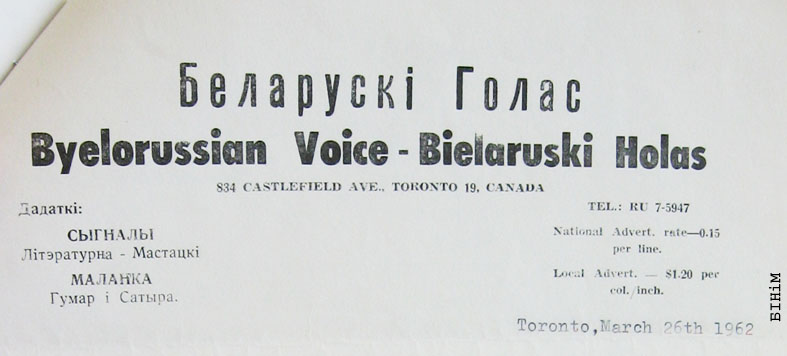 Беларускі Голас
Byelorussian Voice - Bielaruski Holas
834 CASTLEFIELD AVE., TORONTO 19, CANADA
Дадаткі:
СЫГНАЛЫ
Літэратурна - Мастацкі
МАЛАНКА
Гумар і Сатыра.
TEL.: RU 7-5947
National Advert. rate—0.15
per line.
Local Advert. — $1.20 per
col./inch.
Toronto,March 26th 1962
БІНіМ